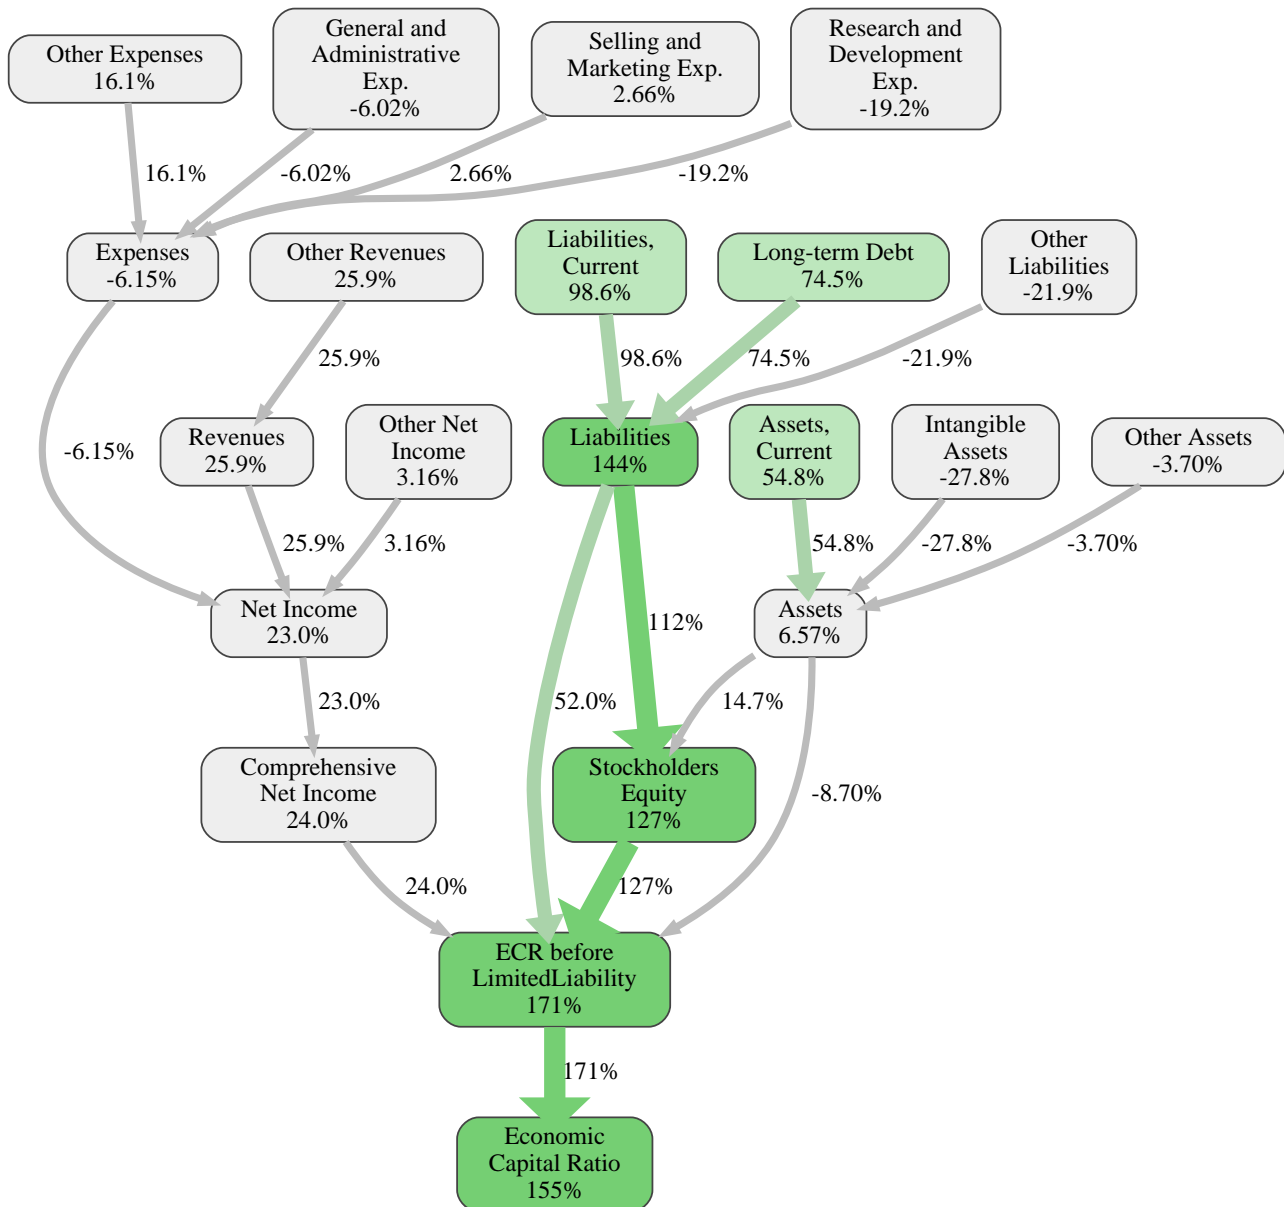 Other Expenses
16.1%
General and
Administrative
Exp.
-6.02%
Selling and
Marketing Exp.
2.66%
Research and
Development
Exp.
-19.2%
16.1%
-6.02%
2.66%
-19.2%
Expenses
-6.15%
Other Revenues
25.9%
Liabilities,
Current
98.6%
Long-term Debt
74.5%
Other
Liabilities
-21.9%
25.9%
98.6%
74.5%
-21.9%
-6.15%
Revenues
25.9%
Other Net
Income
3.16%
Liabilities
144%
Assets,
Current
54.8%
Intangible
Assets
-27.8%
Other Assets
-3.70%
25.9%
3.16%
54.8%
-27.8%
-3.70%
Net Income
23.0%
112%
Assets
6.57%
23.0%
52.0%
14.7%
-8.70%
Comprehensive
Net Income
24.0%
Stockholders
Equity
127%
24.0%
127%
ECR before
LimitedLiability
171%
171%
Economic
Capital Ratio
155%